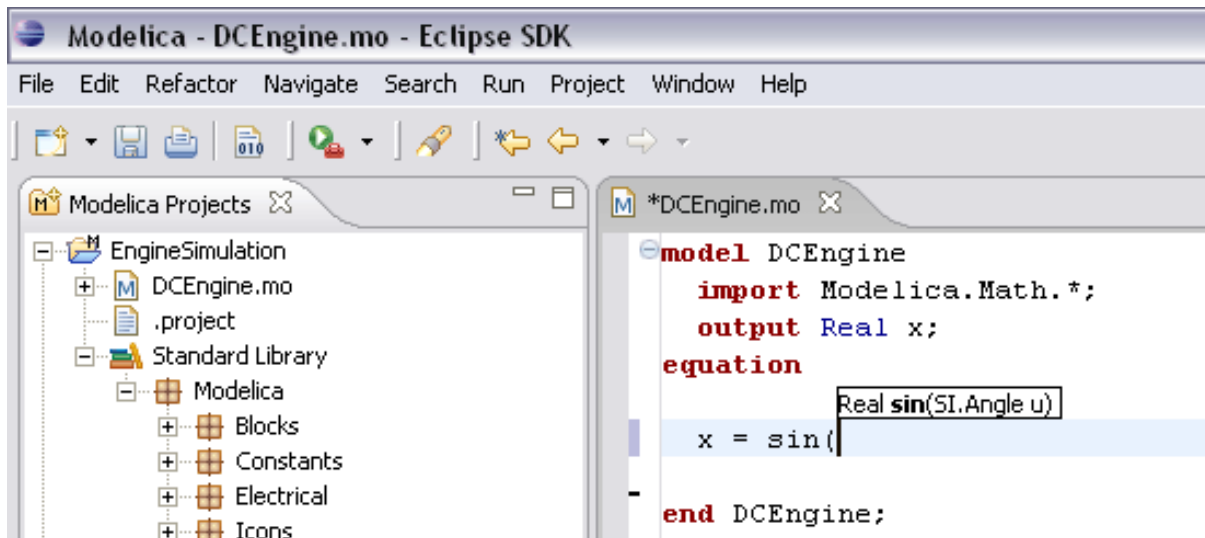 Modelica - DCEngine.mo - Eclipse SDK
File Edit Refactor Navigate Search Run Project Window Help
010
Modelica Projects
EngineSimulation
DCEngine.mo
.project
Standard Library
Modelica
Blocks
Constants
Electrical
Icons
*DCEngine.mo
model DCEngine
import Modelica.Math.*;
output Real x;
equation
Real sin(SI.Angle u)
x = sin(
end DCEngine;